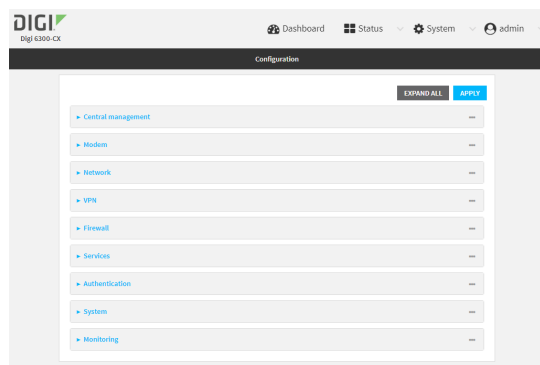 DIGI
Digi 6300-CX
Dashboard Status System admin
Configuration
EXPAND ALL APPLY
Central management
Modem
Network
VPN
Firewall
Services
Authentication
System
Monitoring